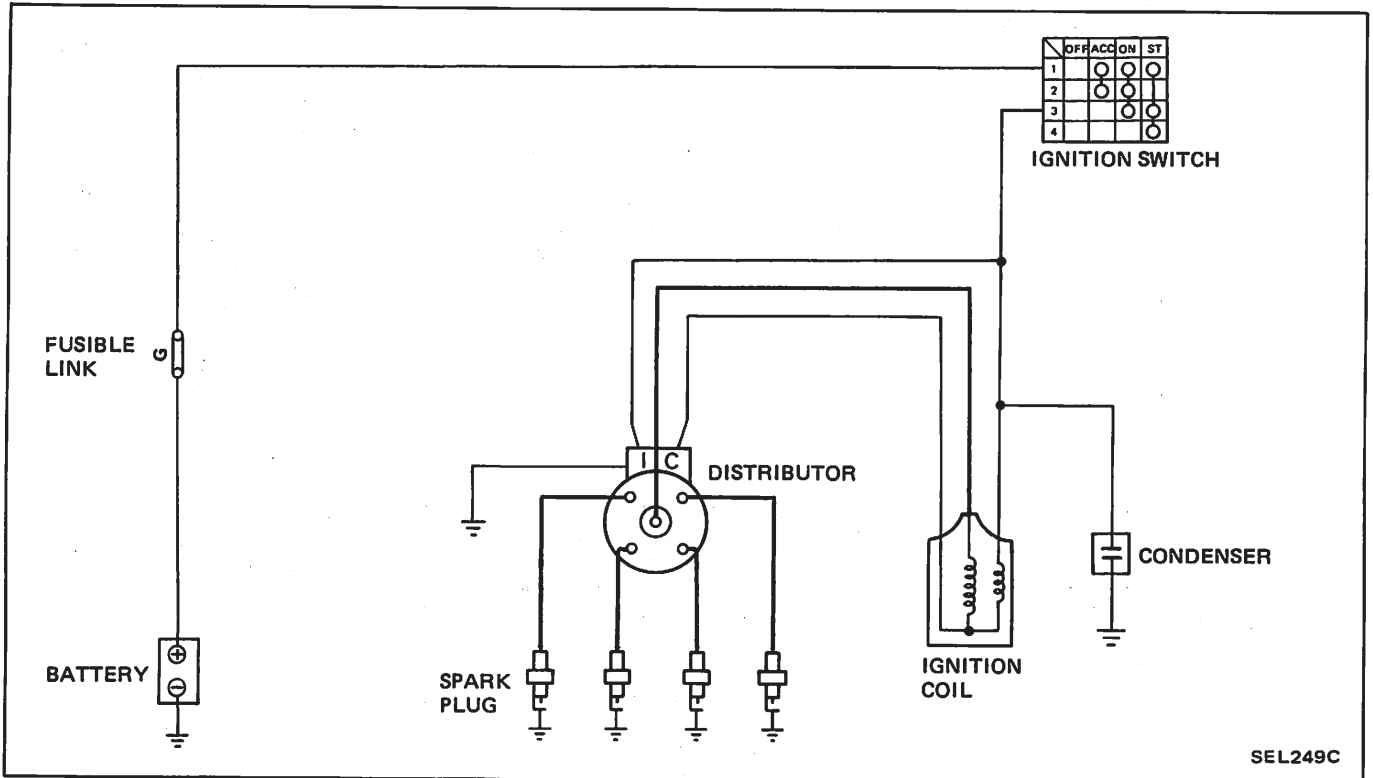 OFF ACC ON ST
1
2
3
4
IGNITION SWITCH
FUSIBLE
LINK
G
I C
DISTRIBUTOR
CONDENSER
BATTERY
SPARK
PLUG
IGNITION
COIL
SEL249C